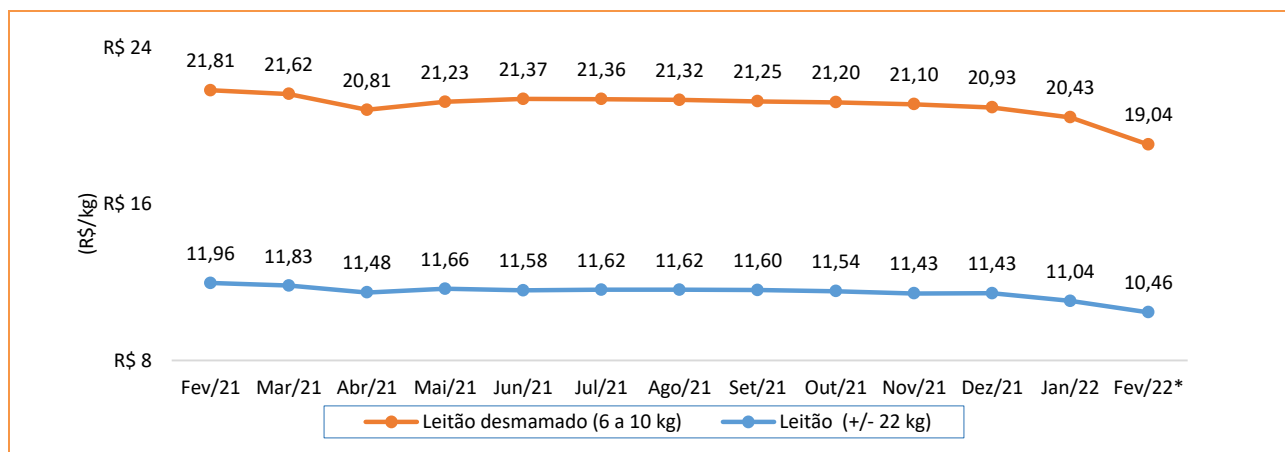 R$ 24
21,81 21,62 20,81 21,23 21,37 21,36 21,32 21,25 21,20 21,10 20,93 20,43 19,04
(R$/kg)
R$ 16
11,96 11,83 11,48 11,66 11,58 11,62 11,62 11,60 11,54 11,43 11,43 11,04 10,46
R$ 8
Fev/21 Mar/21 Abr/21 Mai/21 Jun/21 Jul/21 Ago/21 Set/21 Out/21 Nov/21 Dez/21 Jan/22 Fev/22*
Leitão desmamado (6 a 10 kg) Leitão (+/- 22 kg)